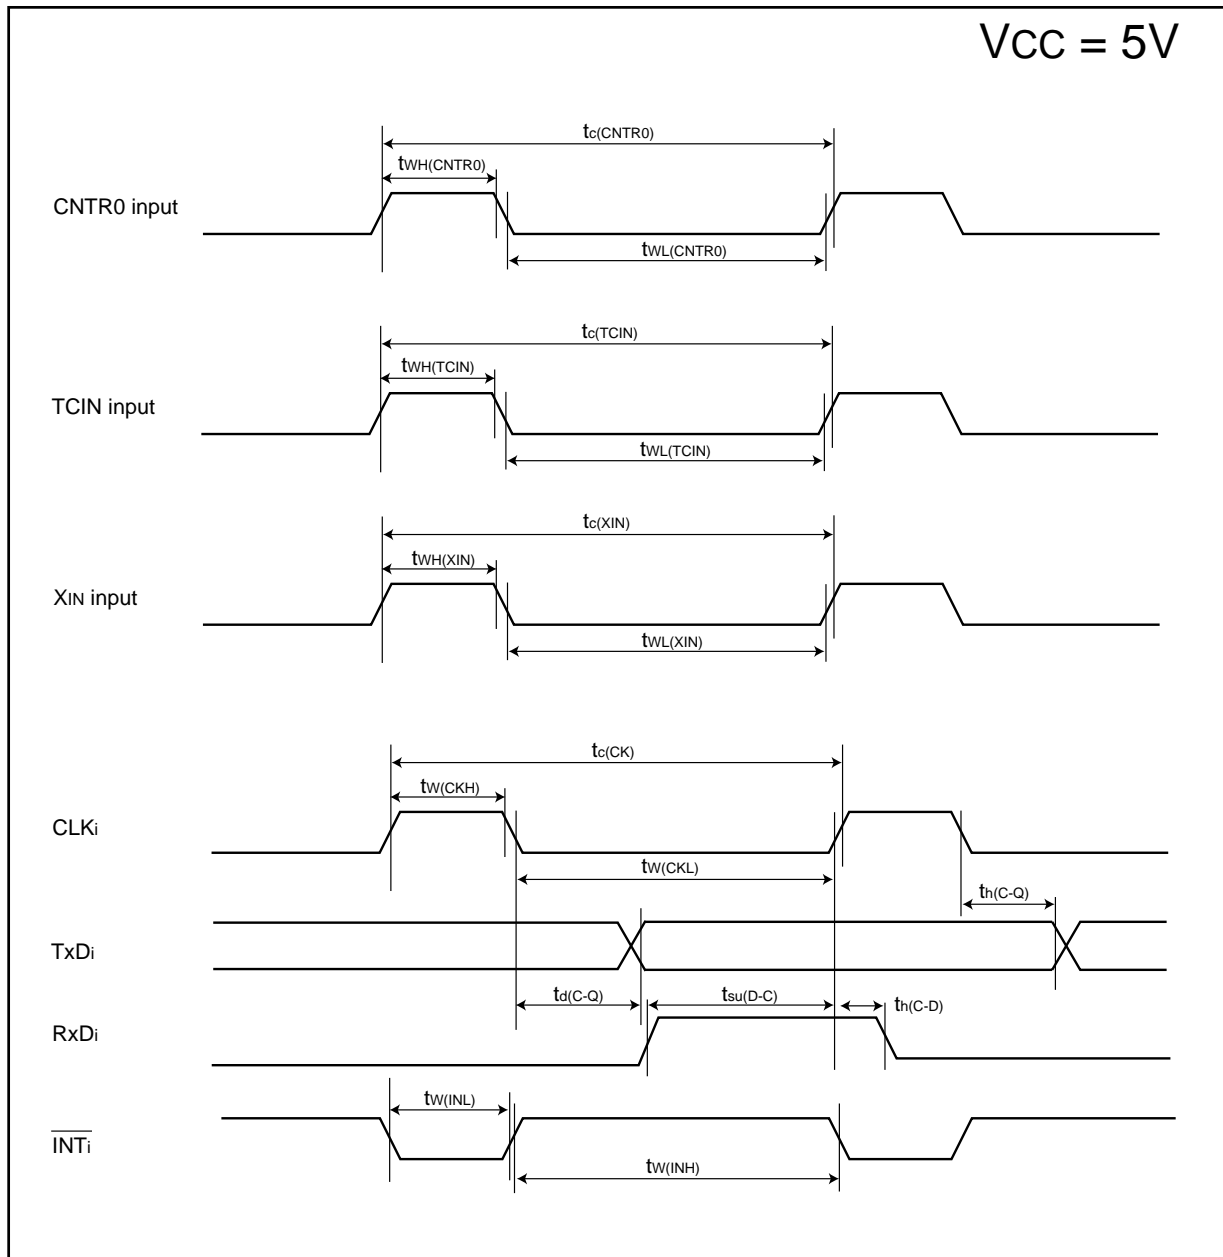 VCC = 5V
tc(CNTR0)
tWH(CNTR0)
CNTR0 input
tWL(CNTR0)
tc(TCIN)
tWH(TCIN)
TCIN input
tWL(TCIN)
tc(XIN)
tWH(XIN)
XIN input
tWL(XIN)
tc(CK)
tW(CKH)
CLKi
tW(CKL)
th(C-Q)
TxDi
td(C-Q)
tsu(D-C)
th(C-D)
RxDi
tW(INL)
INTi
tW(INH)